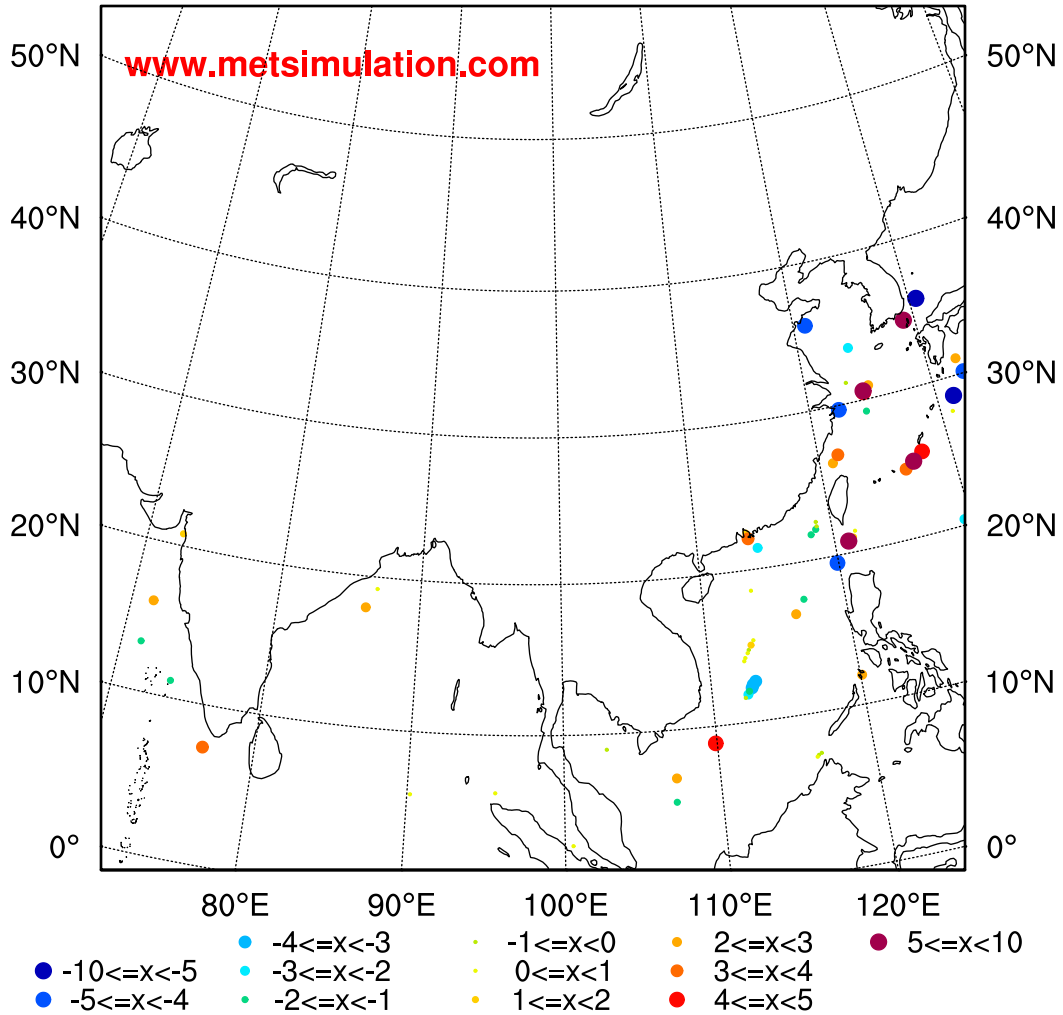 www.metsimulation.com
50°N 50°N
40°N 40°N
30°N 30°N
20°N 20°N
10°N 10°N
0° 0°
80°E 90°E 100°E 110°E 120°E
-4<=x<-3 -1<=x<0 2<=x<3 5<=x<10
-10<=x<-5 -3<=x<-2 0<=x<1 3<=x<4
-5<=x<-4 -2<=x<-1 1<=x<2 4<=x<5